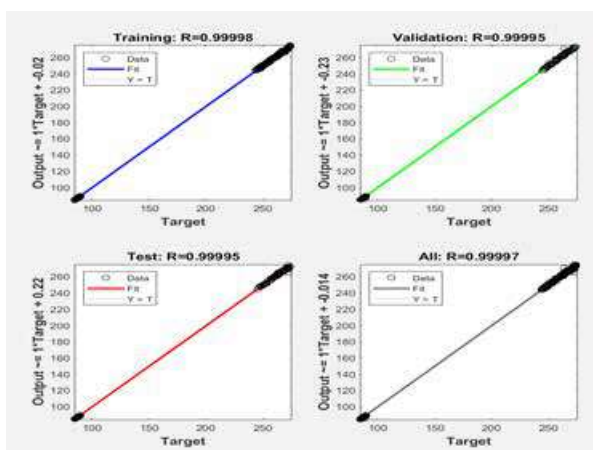 Training: R=0.99998
Output ~= 1*Target + -0.02
260
240
220
200
180
160
140
120
100
Data
Fit
Y = T
100 150 200 250
Target
Validation: R=0.99995
Output ~= 1*Target + -0.23
260
240
220
200
180
160
140
120
100
Data
Fit
Y = T
100 150 200 250
Target
Test: R=0.99995
Output ~= 1*Target + 0.22
260
240
220
200
180
160
140
120
100
Data
Fit
Y = T
100 150 200 250
Target
All: R=0.99997
Output ~= 1*Target + -0.014
260
240
220
200
180
160
140
120
100
Data
Fit
Y = T
100 150 200 250
Target